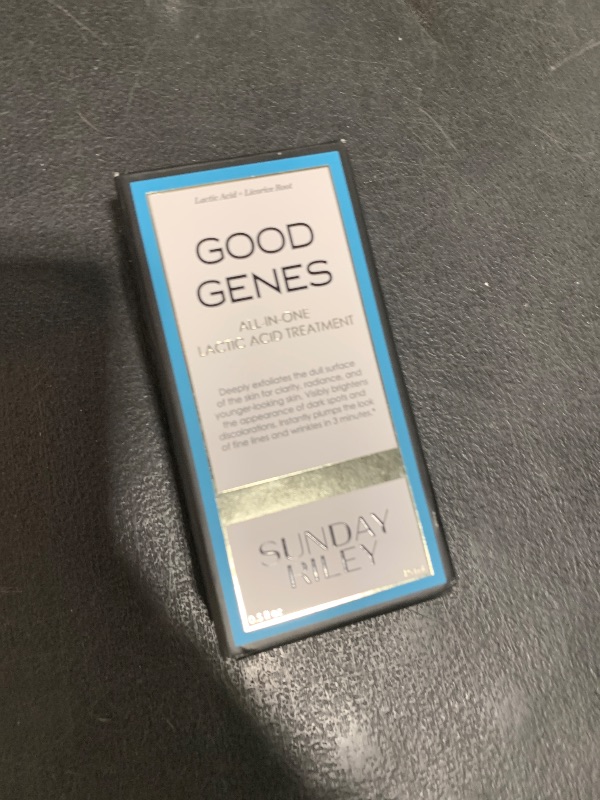 Lactic Acid + Licorice Root
GOOD
GENES
ALL-IN-ONE
LACTIC ACID TREATMENT
Deeply exfoliates the dull surface
of the skin for clarity, radiance, and
younger-looking skin. Visibly brightens
the appearance of dark spots and
discolorations. Instantly plumps the look
of fine lines and wrinkles in 3 minutes.*
SUNDAY
RILEY